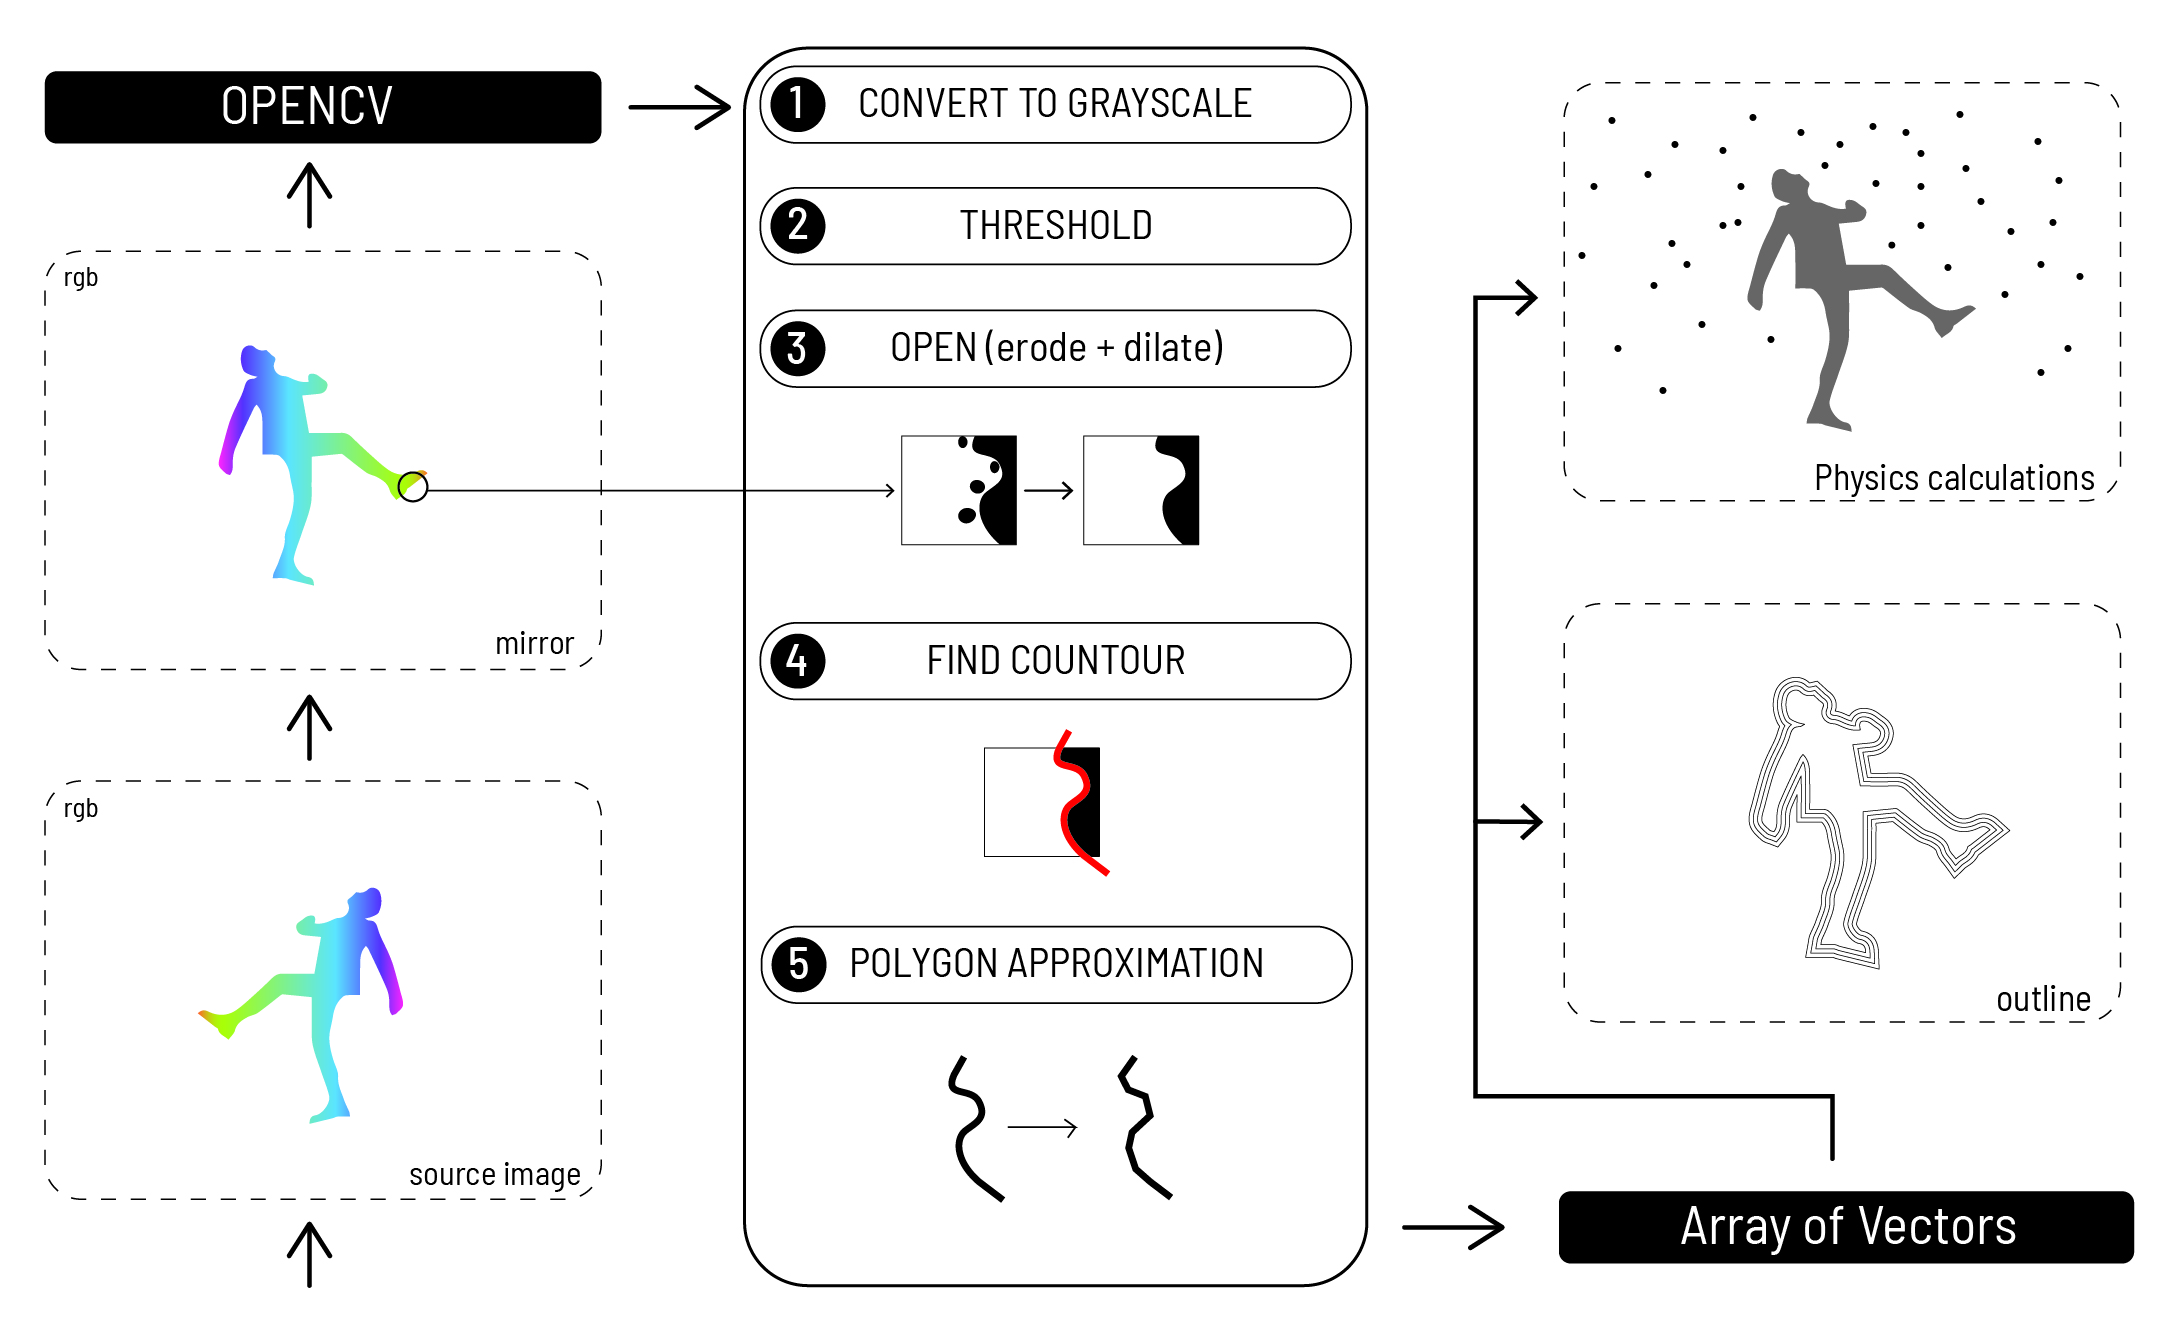 OPENCV
rgb
mirror
rgb
source image
1 CONVERT TO GRAYSCALE
2 THRESHOLD
3 OPEN (erode + dilate)
4 FIND COUNTOUR
5 POLYGON APPROXIMATION
Physics calculations
outline
Array of Vectors